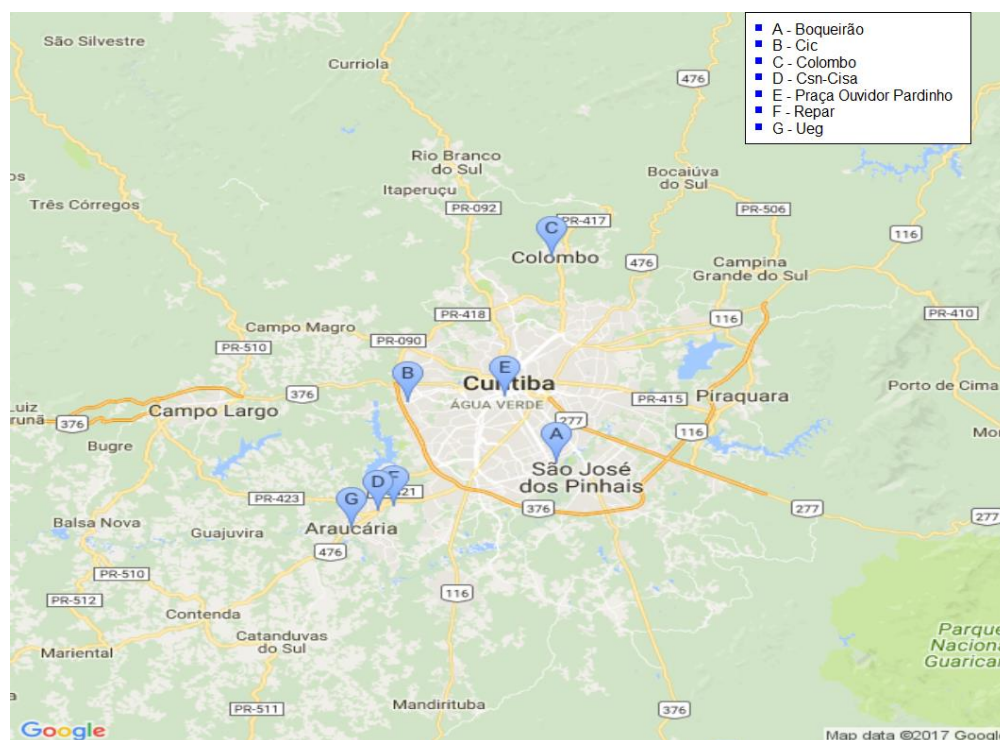 A - Boqueirão
B - Cic
C - Colombo
D - Csn-Cisa
E - Praça Ouvidor Pardinho
F - Repar
G - Ueg
São Silvestre
Curriola
476
Rio Branco
do Sul
Itaperuçu
Bocaiúva
do Sul
Três Córregos
PR-092
PR-417
PR-506
C
Colombo
476
Campina
Grande do Sul
PR-410
PR-418
116
Campo Magro
PR-090
PR-510
B
E
Curitiba
376
ÁGUA VERDE
PR-415
Piraquara
Porto de Cima
Luiz
376
Campo Largo
Bugre
277
116
A
São José
dos Pinhais
D
G
PR-423
376
277
277
Balsa Nova
Guajuvira
Araucária
476
PR-510
116
PR-512
Contenda
Catanduvas
do Sul
Mariental
Mandirituba
PR-511
376
Google
Map data ©2017 Google